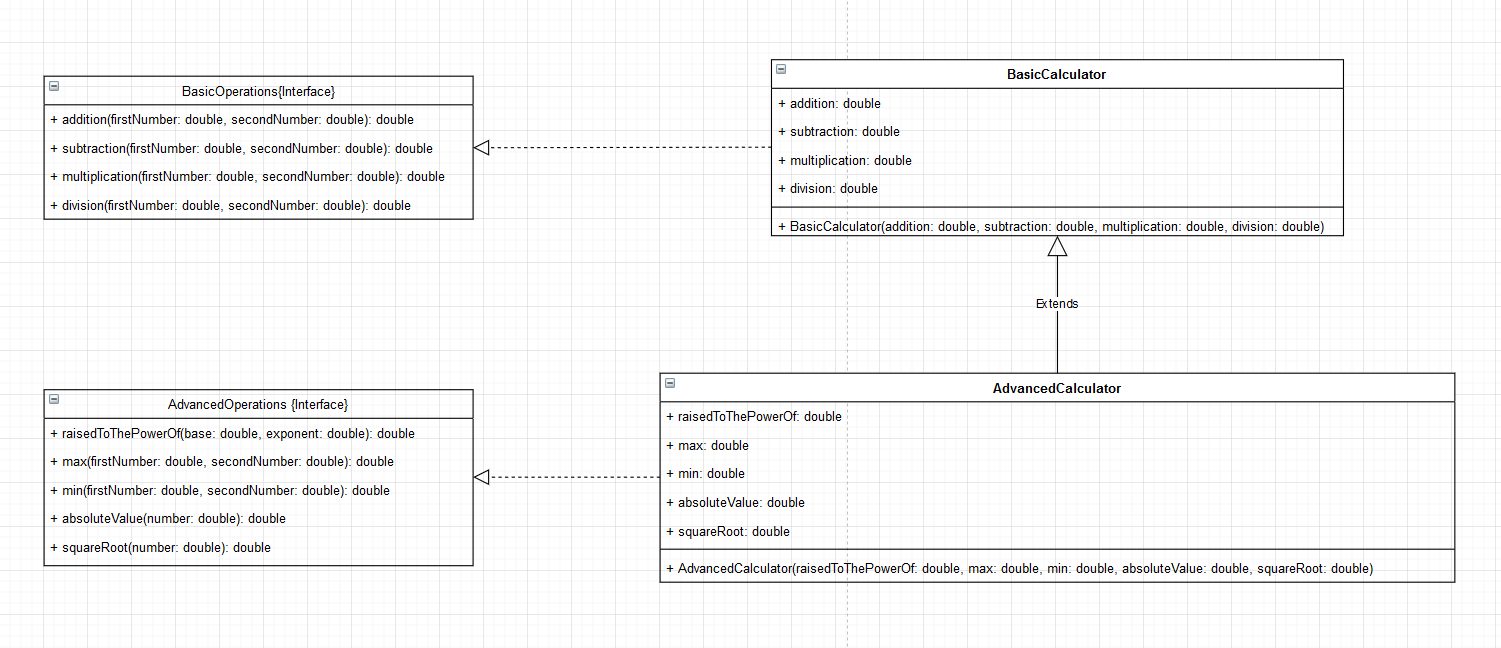 BasicOperations{Interface}
+ addition(firstNumber: double, secondNumber: double): double
+ subtraction(firstNumber: double, secondNumber: double): double
+ multiplication(firstNumber: double, secondNumber: double): double
+ division(firstNumber: double, secondNumber: double): double
BasicCalculator
+ addition: double
+ subtraction: double
+ multiplication: double
+ division: double
+ BasicCalculator(addition: double, subtraction: double, multiplication: double, division: double)
Extends
AdvancedOperations {Interface}
+ raisedToThePowerOf(base: double, exponent: double): double
+ max(firstNumber: double, secondNumber: double): double
+ min(firstNumber: double, secondNumber: double): double
+ absoluteValue(number: double): double
+ squareRoot(number: double): double
AdvancedCalculator
+ raisedToThePowerOf: double
+ max: double
+ min: double
+ absoluteValue: double
+ squareRoot: double
+ AdvancedCalculator(raisedToThePowerOf: double, max: double, min: double, absoluteValue: double, squareRoot: double)